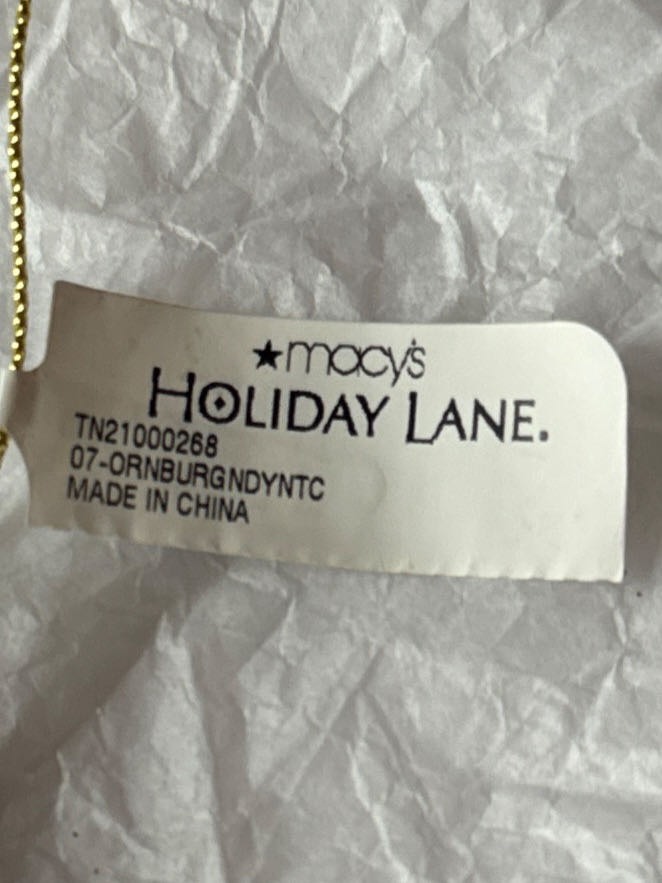 ★macy's
HOLIDAY LANE.
TN21000268
07-ORNBURGNDYNTC
MADE IN CHINA